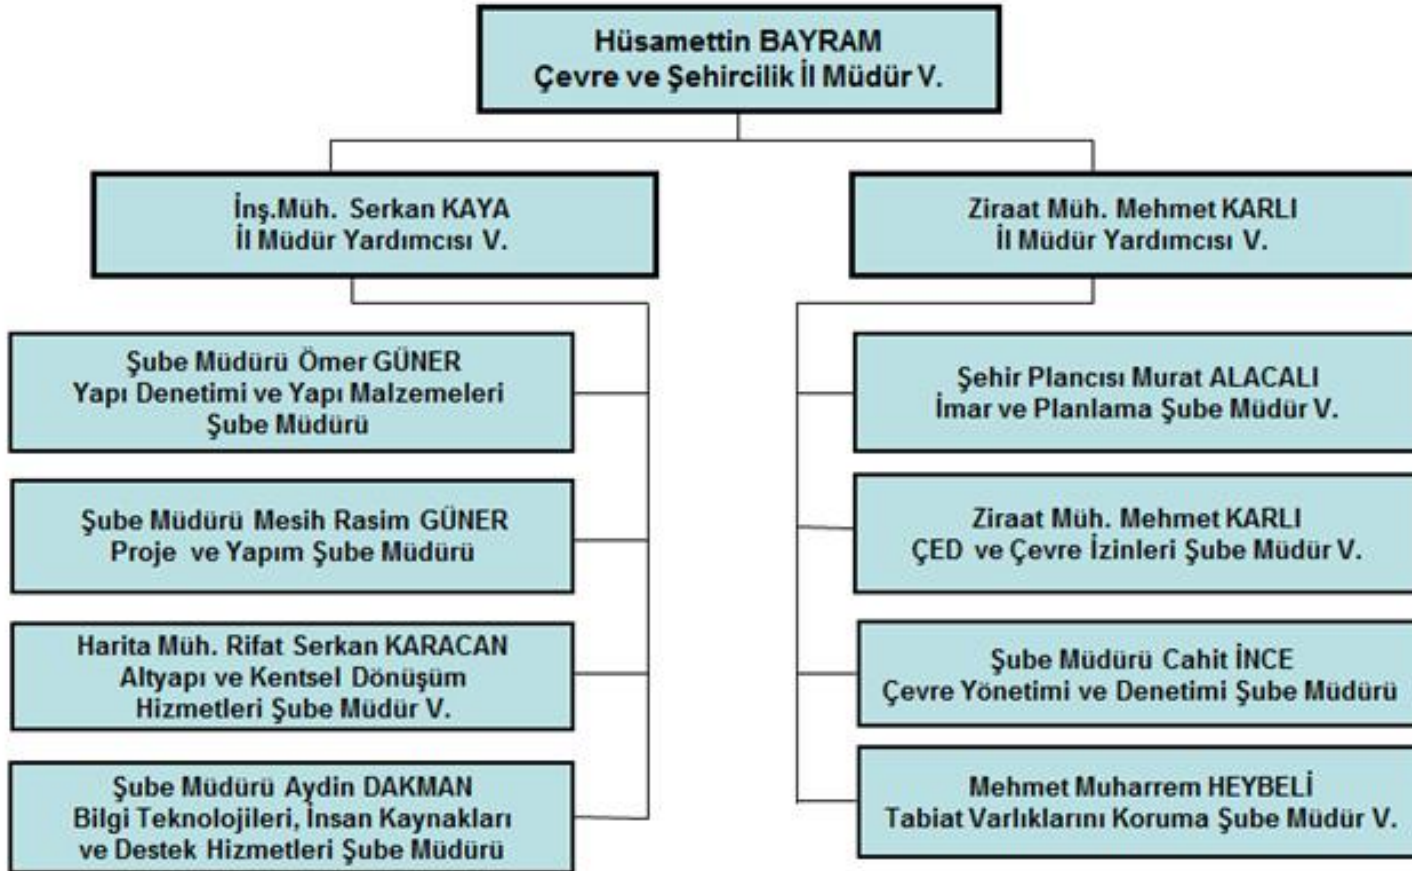 Hüsamettin BAYRAM
Çevre ve Şehircilik İl Müdür V.
İnş.Müh. Serkan KAYA
İl Müdür Yardımcısı V.
Ziraat Müh. Mehmet KARLI
İl Müdür Yardımcısı V.
Şube Müdürü Ömer GÜNER
Yapı Denetimi ve Yapı Malzemeleri
Şube Müdürü
Şube Müdürü Mesih Rasim GÜNER
Proje ve Yapım Şube Müdürü
Harita Müh. Rifat Serkan KARACAN
Altyapı ve Kentsel Dönüşüm
Hizmetleri Şube Müdür V.
Şube Müdürü Aydin DAKMAN
Bilgi Teknolojileri, İnsan Kaynakları
ve Destek Hizmetleri Şube Müdürü
Şehir Plancısı Murat ALACALI
İmar ve Planlama Şube Müdür V.
Ziraat Müh. Mehmet KARLI
ÇED ve Çevre İzinleri Şube Müdür V.
Şube Müdürü Cahit İNCE
Çevre Yönetimi ve Denetimi Şube Müdürü
Mehmet Muharrem HEYBELİ
Tabiat Varlıklarını Koruma Şube Müdür V.